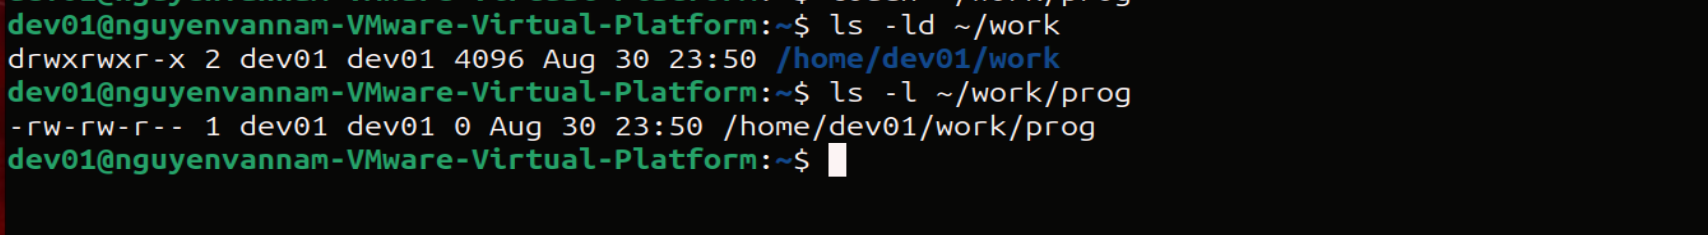 dev01@nguyenvannam-VMware-Virtual-Platform:~$ ls -ld ~/work
drwxrwxr-x 2 dev01 dev01 4096 Aug 30 23:50 /home/dev01/work
dev01@nguyenvannam-VMware-Virtual-Platform:~$ ls -l ~/work/prog
-rw-rw-r-- 1 dev01 dev01 0 Aug 30 23:50 /home/dev01/work/prog
dev01@nguyenvannam-VMware-Virtual-Platform:~$